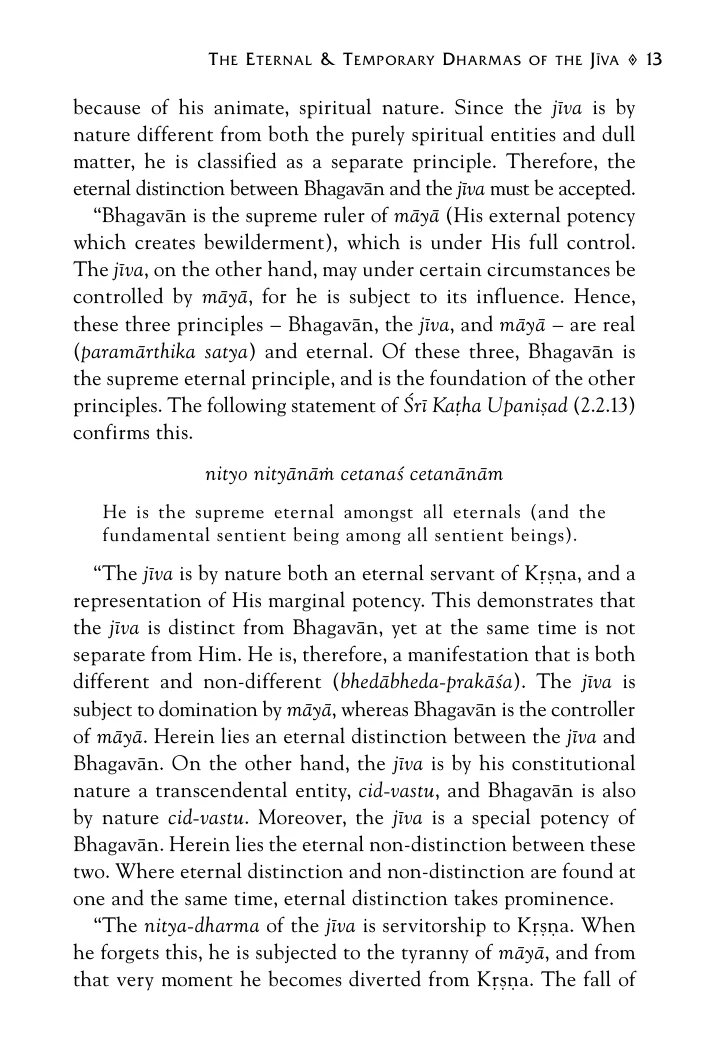 The Eternal & Temporary Dharmas of the Jīva ◊ 13
because of his animate, spiritual nature. Since the jīva is by
nature different from both the purely spiritual entities and dull
matter, he is classified as a separate principle. Therefore, the
eternal distinction between Bhagavān and the jīva must be accepted.
“Bhagavān is the supreme ruler of māyā (His external potency
which creates bewilderment), which is under His full control.
The jīva, on the other hand, may under certain circumstances be
controlled by māyā, for he is subject to its influence. Hence,
these three principles – Bhagavān, the jīva, and māyā – are real
(paramārthika satya) and eternal. Of these three, Bhagavān is
the supreme eternal principle, and is the foundation of the other
principles. The following statement of Śrī Kaṭha Upaniṣad (2.2.13)
confirms this.
nityo nityānāṁ cetanaś cetanānām
He is the supreme eternal amongst all eternals (and the
fundamental sentient being among all sentient beings).
“The jīva is by nature both an eternal servant of Kṛṣṇa, and a
representation of His marginal potency. This demonstrates that
the jīva is distinct from Bhagavān, yet at the same time is not
separate from Him. He is, therefore, a manifestation that is both
different and non-different (bhedābheda-prakāśa). The jīva is
subject to domination by māyā, whereas Bhagavān is the controller
of māyā. Herein lies an eternal distinction between the jīva and
Bhagavān. On the other hand, the jīva is by his constitutional
nature a transcendental entity, cid-vastu, and Bhagavān is also
by nature cid-vastu. Moreover, the jīva is a special potency of
Bhagavān. Herein lies the eternal non-distinction between these
two. Where eternal distinction and non-distinction are found at
one and the same time, eternal distinction takes prominence.
“The nitya-dharma of the jīva is servitorship to Kṛṣṇa. When
he forgets this, he is subjected to the tyranny of māyā, and from
that very moment he becomes diverted from Kṛṣṇa. The fall of